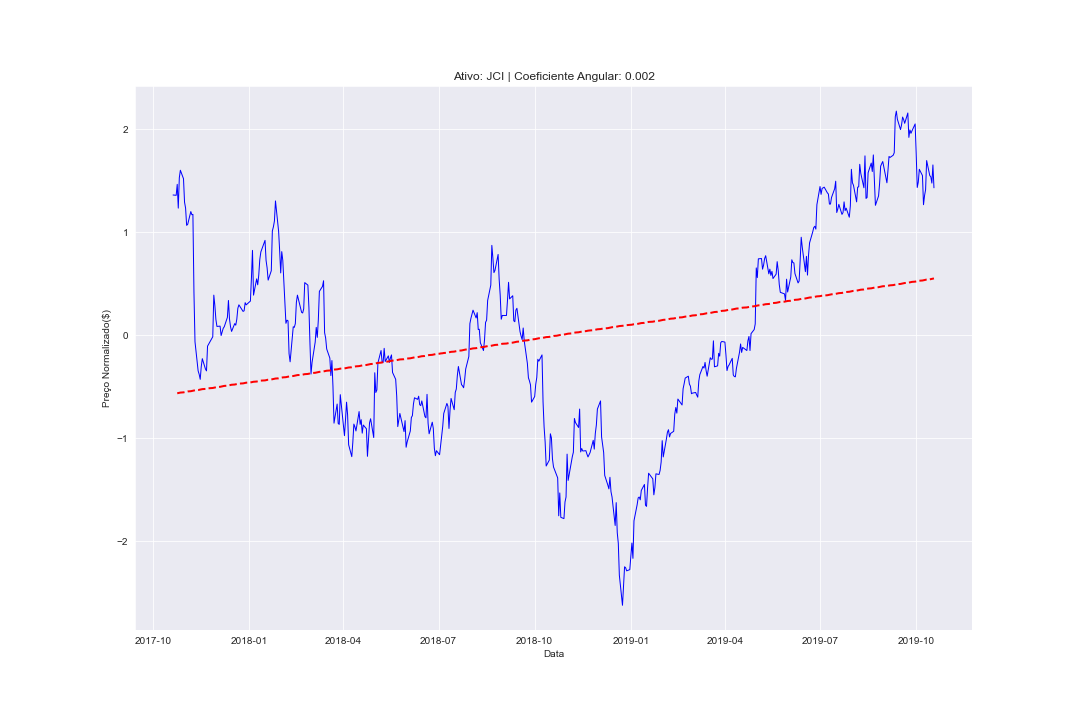 Ativo: JCI | Coeficiente Angular: 0.002
Preço Normalizado($)
2
1
0
−1
−2
2017-10 2018-01 2018-04 2018-07 2018-10 2019-01 2019-04 2019-07 2019-10
Data